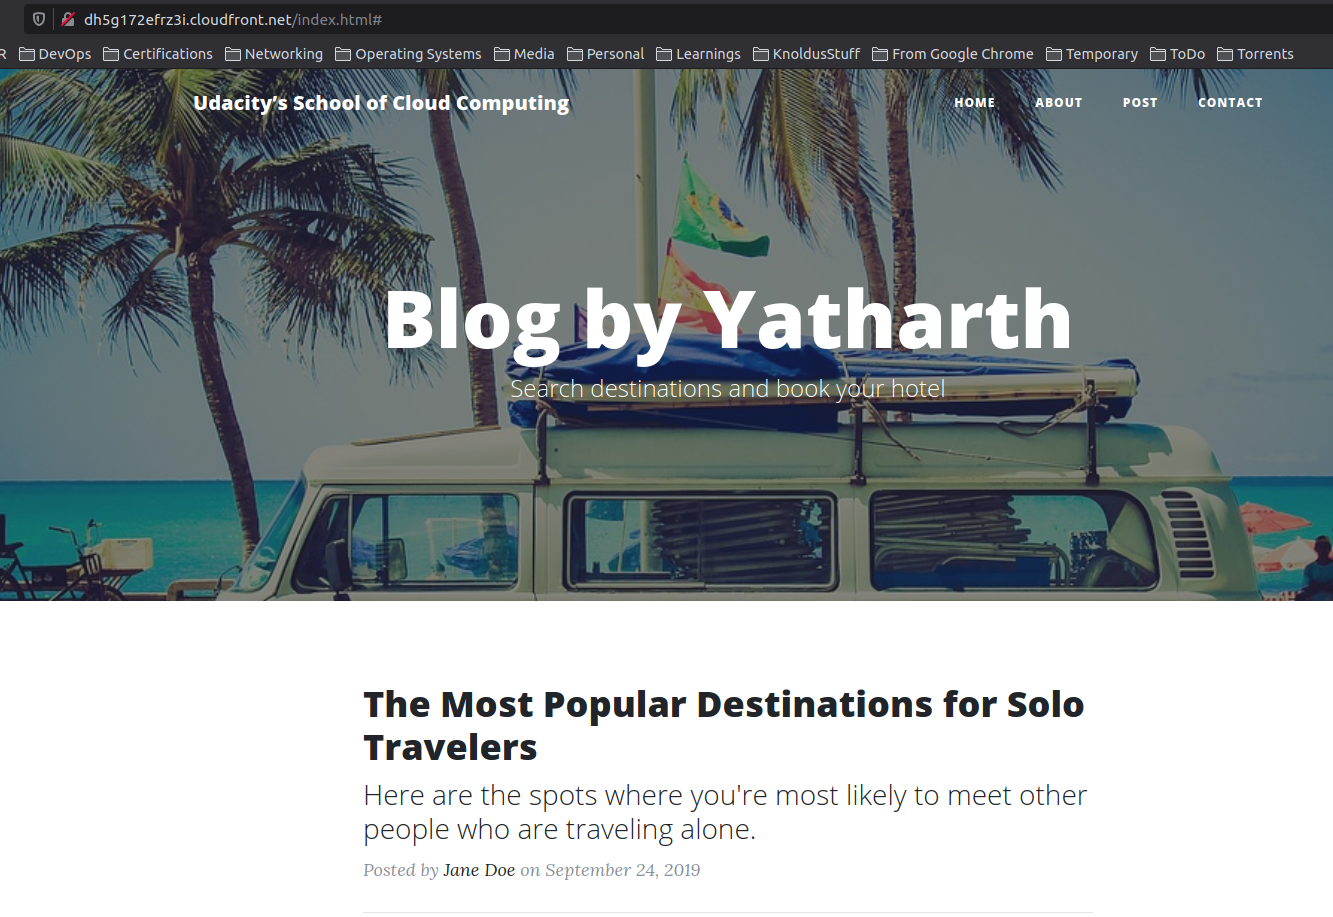 dh5g172efrz3i.cloudfront.net/index.html#
R DevOps Certifications Networking Operating Systems Media Personal Learnings KnoldusStuff From Google Chrome Temporary ToDo Torrents
Udacity’s School of Cloud Computing HOME ABOUT POST CONTACT
Blog by Yatharth
Search destinations and book your hotel
The Most Popular Destinations for Solo
Travelers
Here are the spots where you're most likely to meet other
people who are traveling alone.
Posted by Jane Doe on September 24, 2019